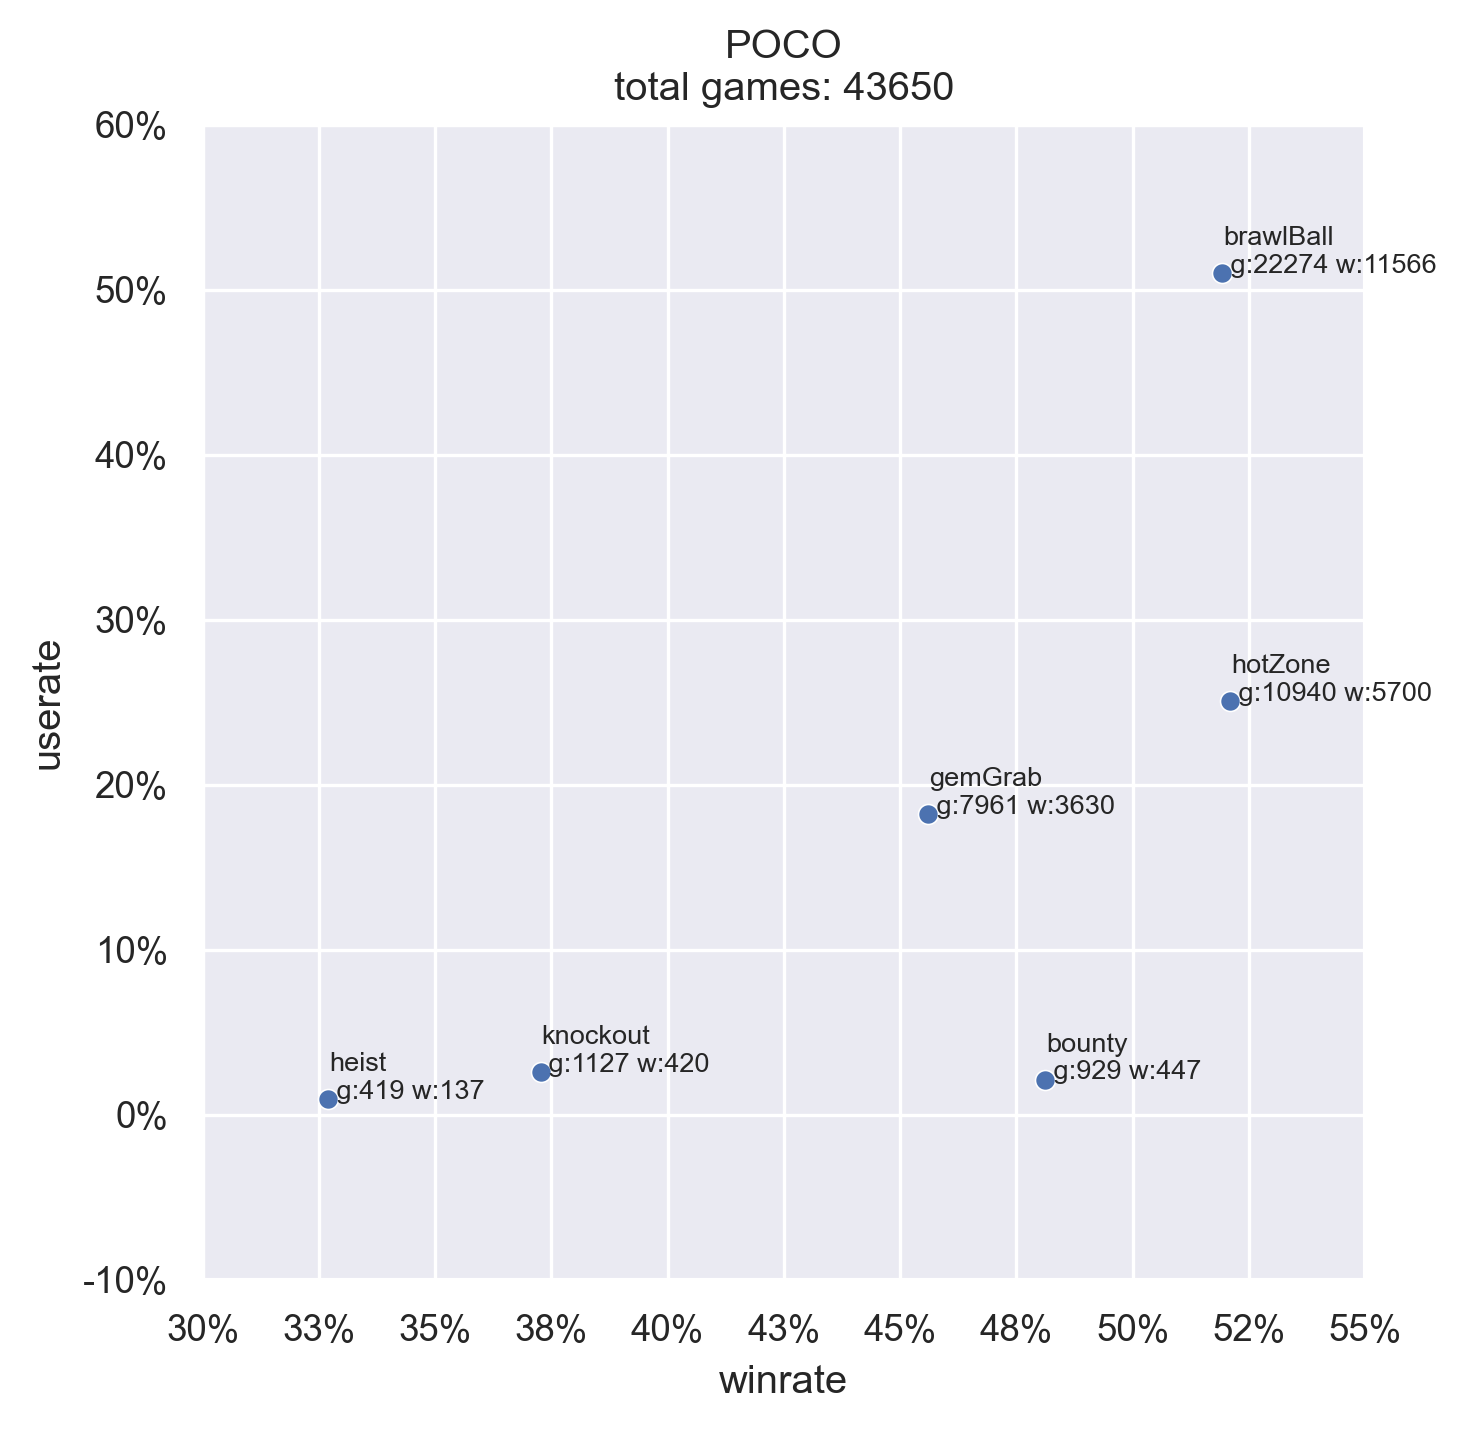 POCO
total games: 43650
60%
50%
40%
30%
20%
10%
0%
-10%
userate
brawlBall
g:22274 w:11566
hotZone
g:10940 w:5700
gemGrab
g:7961 w:3630
knockout
g:1127 w:420
bounty
g:929 w:447
heist
g:419 w:137
30% 33% 35% 38% 40% 43% 45% 48% 50% 52% 55%
winrate